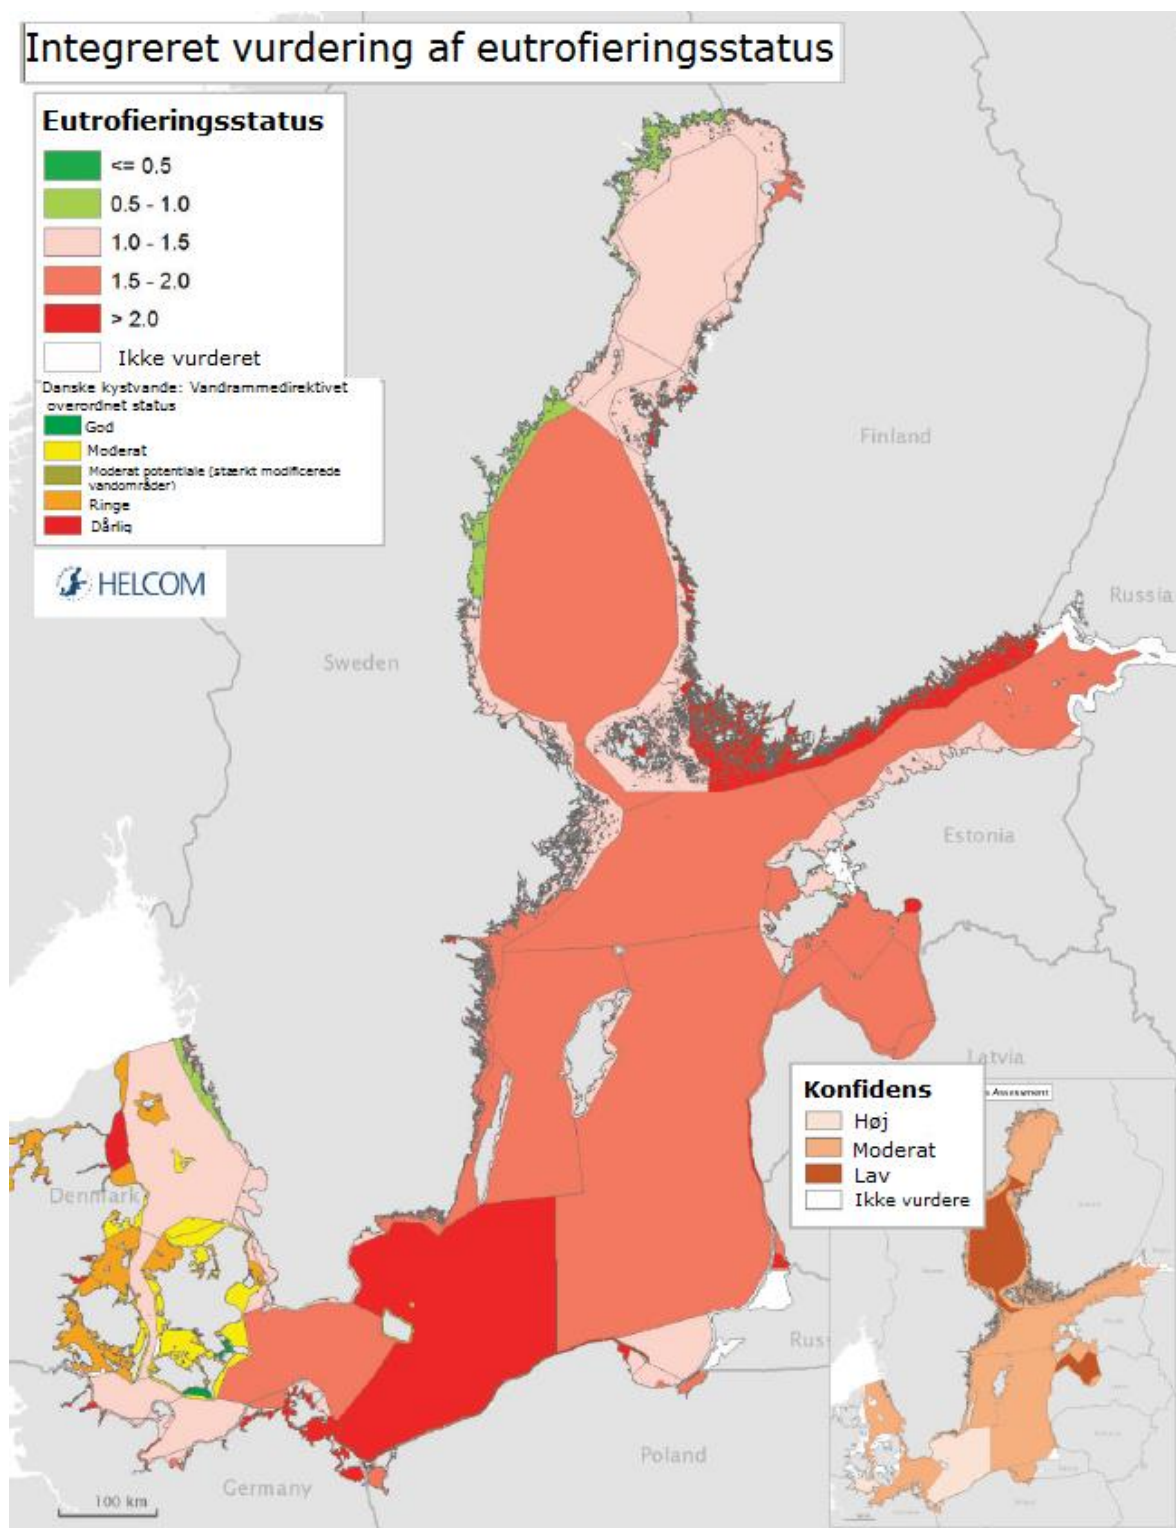 Integreret vurdering af eutrofieringsstatus
Eutrofieringsstatus
<= 0.5
0.5 - 1.0
1.0 - 1.5
1.5 - 2.0
> 2.0
Ikke vurderet
Danske kystvande: Vandrammedirektivet
overordnet status
God
Moderat
Moderat potentiale (stærkt modificerede
vandområder)
Ringe
Dårlig
HELCOM
Finland
Russia
Sweden
Estonia
Latvia
Denmark
Russ
Poland
Germany
100 km
Assessment
Konfidens
Høj
Moderat
Lav
Ikke vurdere